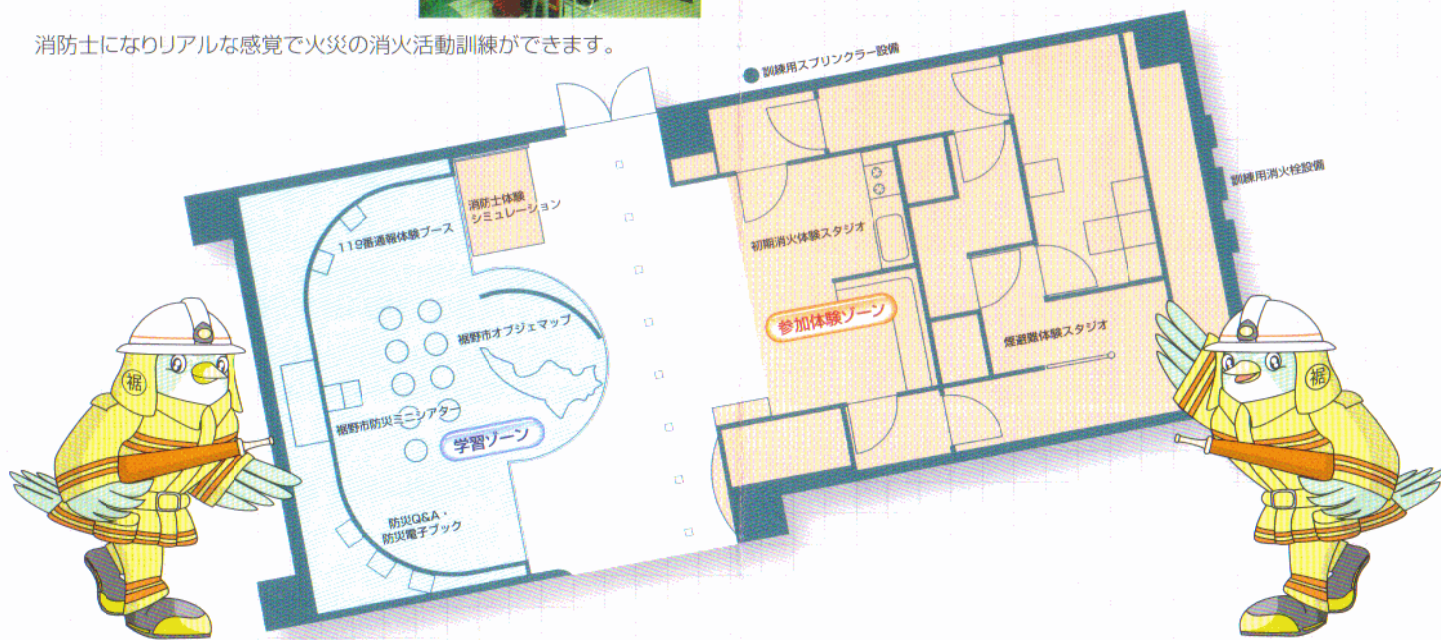 消防士になりリアルな感覚で火災の消火活動訓練ができます。
訓練用スプリンクラー設備
訓練用消火栓設備
消防士体験
シミュレーション
119番通報体験ブース
初期消火体験スタジオ
参加体験ゾーン
裾野市オブジェマップ
煙避難体験スタジオ
裾野市防災ミニシアター
学習ゾーン
防災Q&A・
防災電子ブック
裾
裾